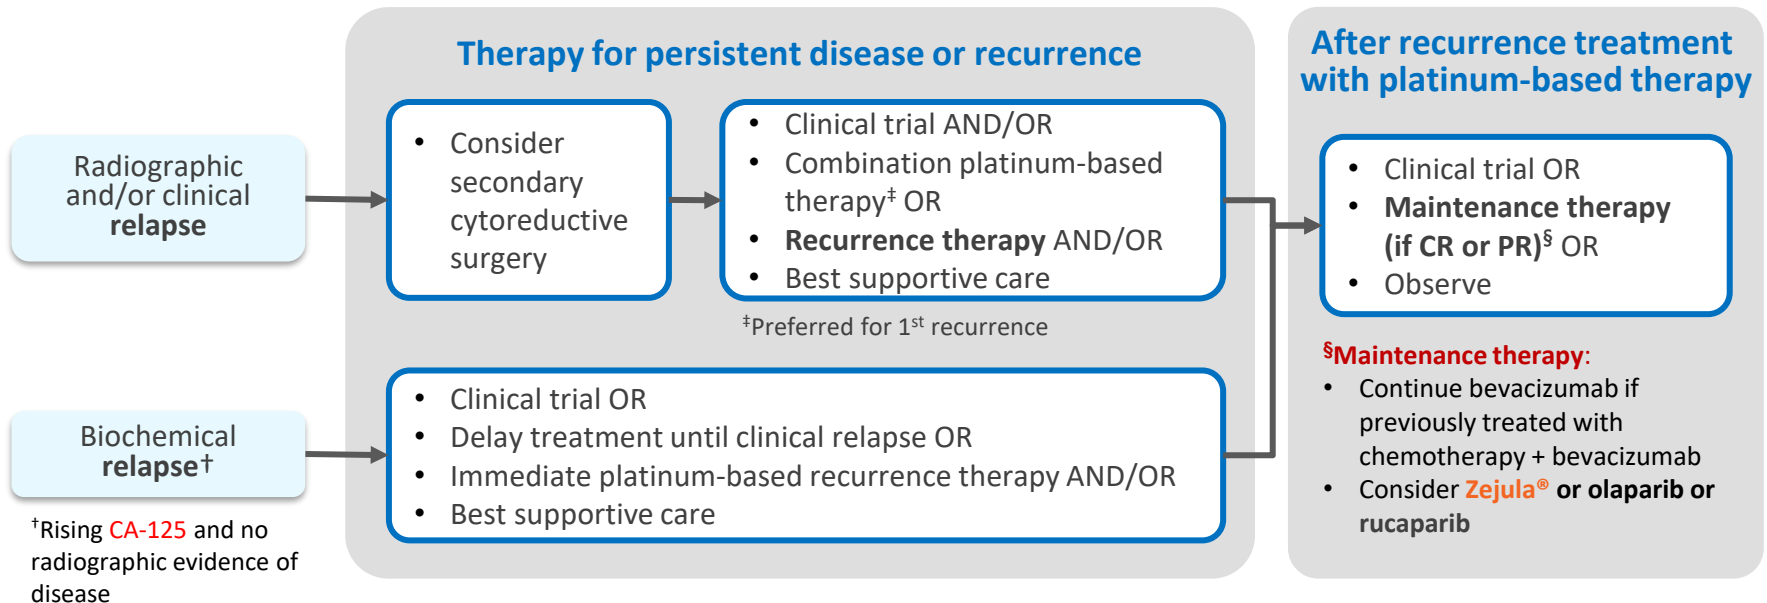 Therapy for persistent disease or recurrence
After recurrence treatment
with platinum-based therapy
Radiographic
and/or clinical
relapse
• Consider
secondary
cytoreductive
surgery
• Clinical trial AND/OR
• Combination platinum-based
therapy‡ OR
• Recurrence therapy AND/OR
• Best supportive care
‡Preferred for 1st recurrence
• Clinical trial OR
• Maintenance therapy
(if CR or PR)§ OR
• Observe
Biochemical
relapse†
†Rising CA-125 and no
radiographic evidence of
disease
• Clinical trial OR
• Delay treatment until clinical relapse OR
• Immediate platinum-based recurrence therapy AND/OR
• Best supportive care
§Maintenance therapy:
• Continue bevacizumab if
previously treated with
chemotherapy + bevacizumab
• Consider Zejula® or olaparib or
rucaparib